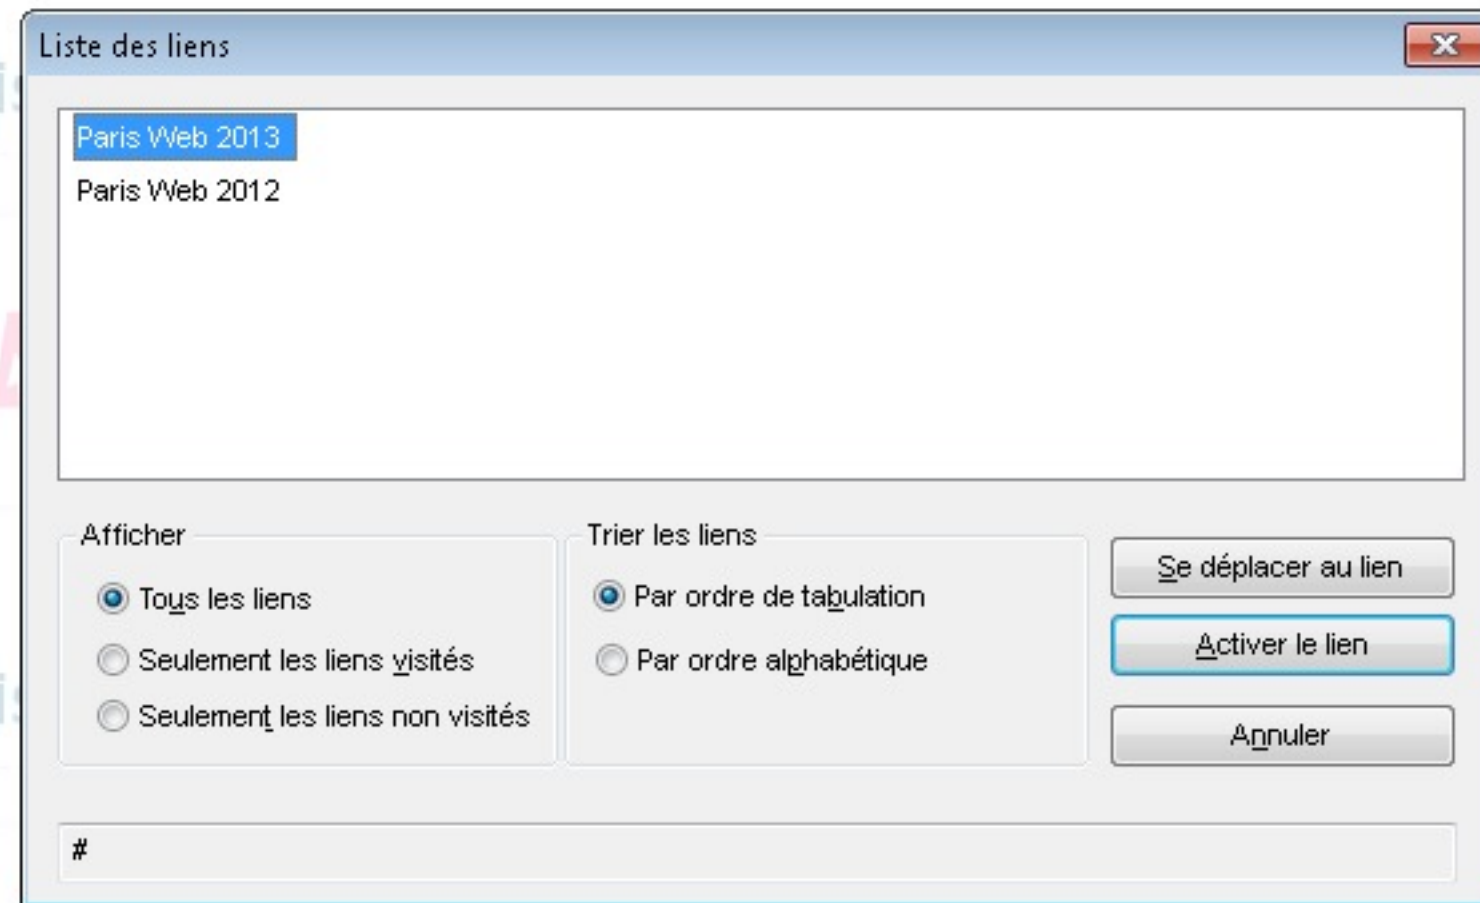 Liste des liens
Paris Web 2013
Paris Web 2012
Afficher
Tous les liens
Seulement les liens visités
Seulement les liens non visités
Trier les liens
Par ordre de tabulation
Par ordre alphabétique
Se déplacer au lien
Activer le lien
Annuler
#